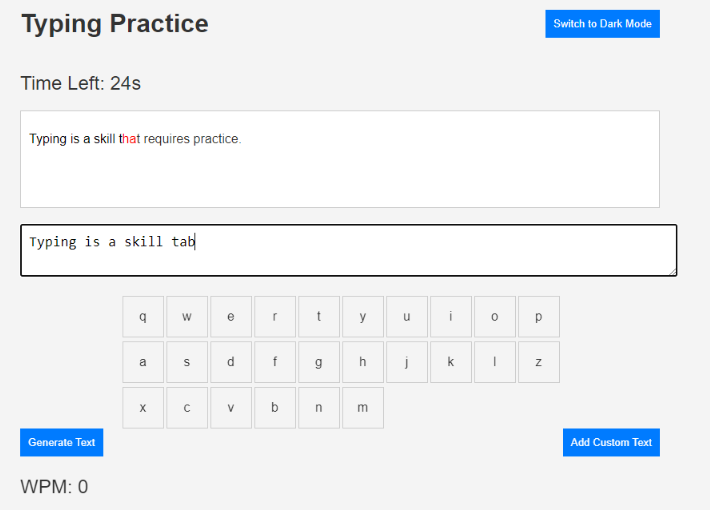 Typing Practice
Switch to Dark Mode
Time Left: 24s
Typing is a skill that requires practice.
Typing is a skill tab
q w e r t y u i o p
a s d f g h j k l z
x c v b n m
Generate Text
Add Custom Text
WPM: 0